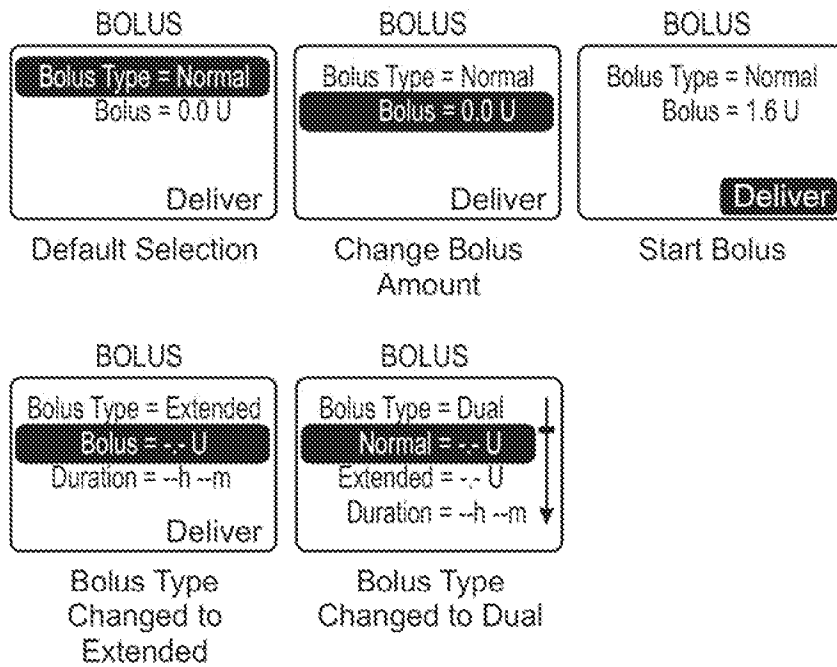 BOLUS
Bolus Type = Normal
Bolus = 0.0 U
Deliver
Default Selection
BOLUS
Bolus Type = Normal
Bolus = 0.0 U
Deliver
Change Bolus
Amount
BOLUS
Bolus Type = Normal
Bolus = 1.6 U
Deliver
Start Bolus
BOLUS
Bolus Type = Extended
Bolus = -.- U
Duration = --h --m
Deliver
Bolus Type
Changed to
Extended
BOLUS
Bolus Type = Dual
Normal = -.- U
Extended = -.- U
Duration = --h --m
Bolus Type
Changed to Dual